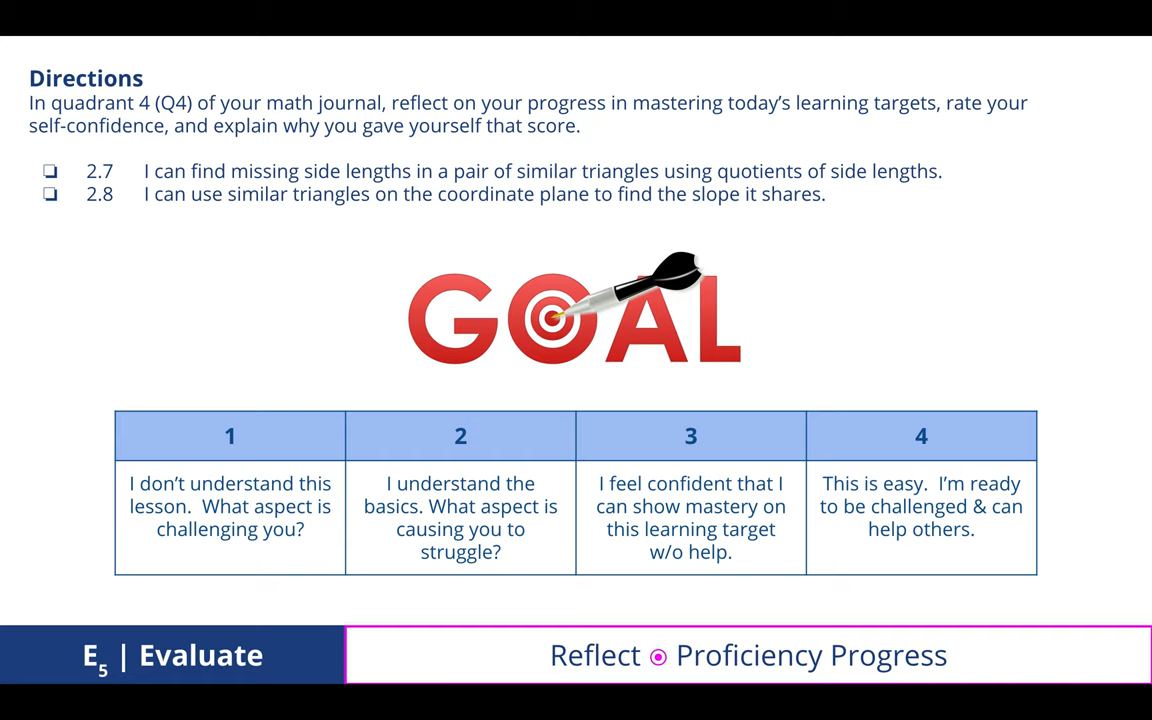 Directions
In quadrant 4 (Q4) of your math journal, reflect on your progress in mastering today's learning targets, rate your
self-confidence, and explain why you gave yourself that score.
❏ 2.7 I can find missing side lengths in a pair of similar triangles using quotients of side lengths.
❏ 2.8 I can use similar triangles on the coordinate plane to find the slope it shares.
GOAL
1 2 3 4
I don't understand this
lesson. What aspect is
challenging you?
I understand the
basics. What aspect is
causing you to
struggle?
I feel confident that I
can show mastery on
this learning target
w/o help.
This is easy. I'm ready
to be challenged & can
help others.
E5 | Evaluate
Reflect ⦿ Proficiency Progress